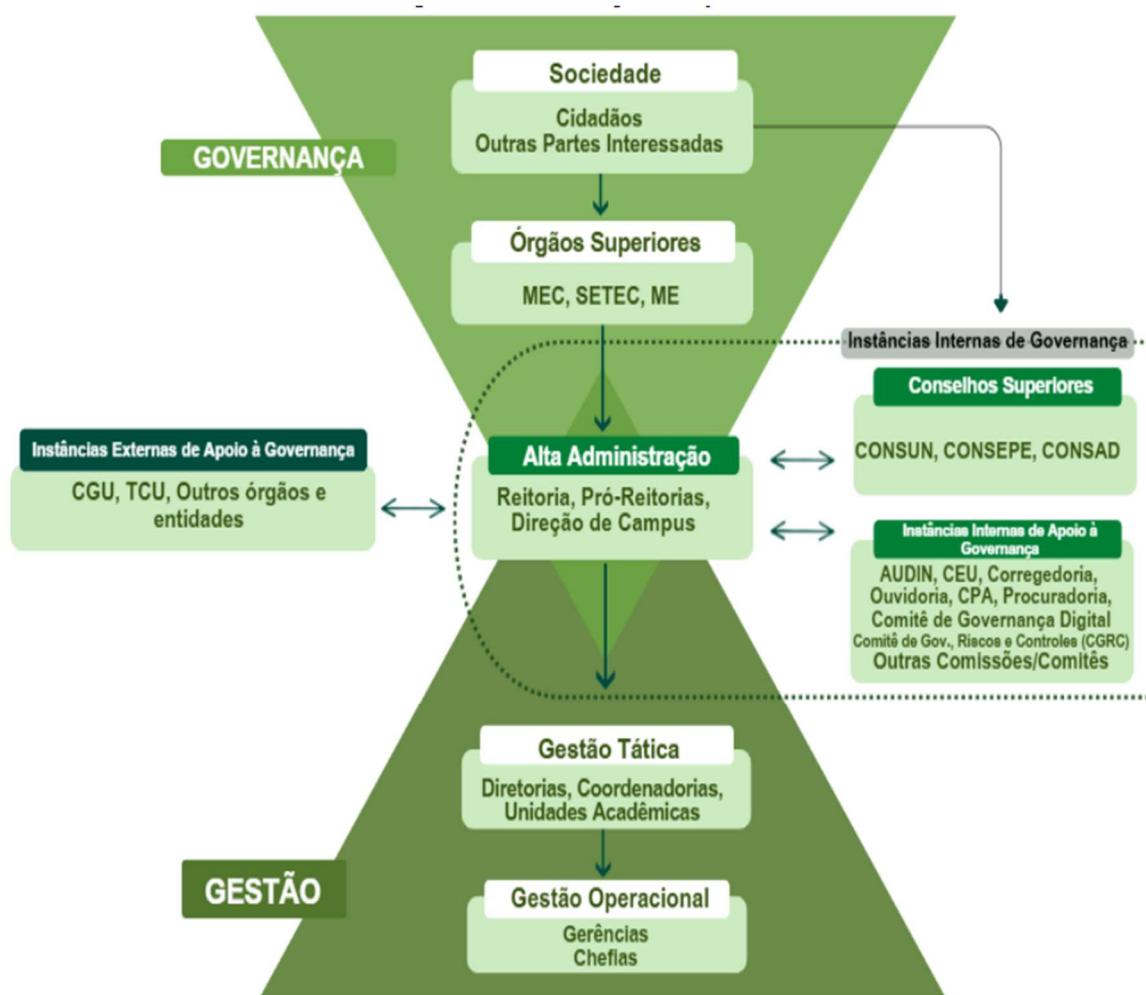 Sociedade
Cidadãos
Outras Partes Interessadas
GOVERNANÇA
Órgãos Superiores
MEC, SETEC, ME
Instâncias Internas de Governança
Conselhos Superiores
CONSUN, CONSEPE, CONSAD
Instâncias Externas de Apoio à Governança
CGU, TCU, Outros órgãos e
entidades
Alta Administração
Reitoria, Pró-Reitorias,
Direção de Campus
Instâncias Internas de Apoio à
Governança
AUDIN, CEU, Corregedoria,
Ouvidoria, CPA, Procuradoria,
Comitê de Governança Digital
Comitê de Gov., Riscos e Controles (CGRC)
Outras Comissões/Comitês
Gestão Tática
Diretorias, Coordenadorias,
Unidades Acadêmicas
GESTÃO
Gestão Operacional
Gerências
Chefias